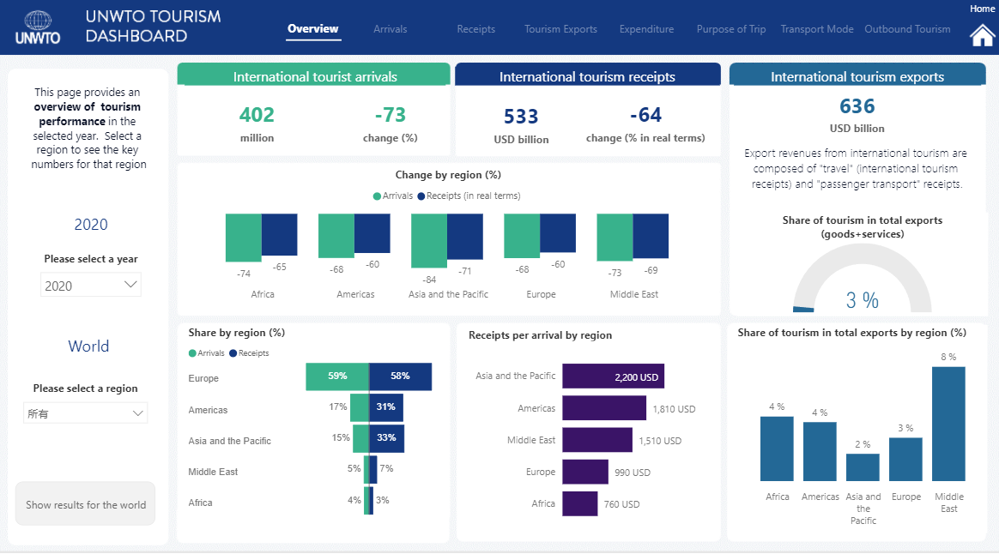 Home
UNWTO
UNWTO TOURISM
DASHBOARD
Overview
Arrivals
Receipts
Tourism Exports
Expenditure
Purpose of Trip
Transport Mode
Outbound Tourism
This page provides an
overview of tourism
performance in the
selected year. Select a
region to see the key
numbers for that region
2020
Please select a year
2020
World
Please select a region
所有
Show results for the world
International tourist arrivals
402
million
-73
change (%)
International tourism receipts
533
USD billion
-64
change (% in real terms)
International tourism exports
636
USD billion
Export revenues from international tourism are
composed of "travel" (international tourism
receipts) and "passenger transport" receipts.
Share of tourism in total exports
(goods+services)
3 %
Change by region (%)
Arrivals
Receipts (in real terms)
-74
-65
-68
-60
-84
-71
-68
-60
-73
-69
Africa
Americas
Asia and the Pacific
Europe
Middle East
Share by region (%)
Arrivals
Receipts
Europe
59%
58%
Americas
17%
31%
Asia and the Pacific
15%
33%
Middle East
5%
7%
Africa
4%
3%
Receipts per arrival by region
Asia and the Pacific
2,200 USD
Americas
1,810 USD
Middle East
1,510 USD
Europe
990 USD
Africa
760 USD
Share of tourism in total exports by region (%)
4 %
4 %
2 %
3 %
8 %
Africa
Americas
Asia and
the
Pacific
Europe
Middle
East